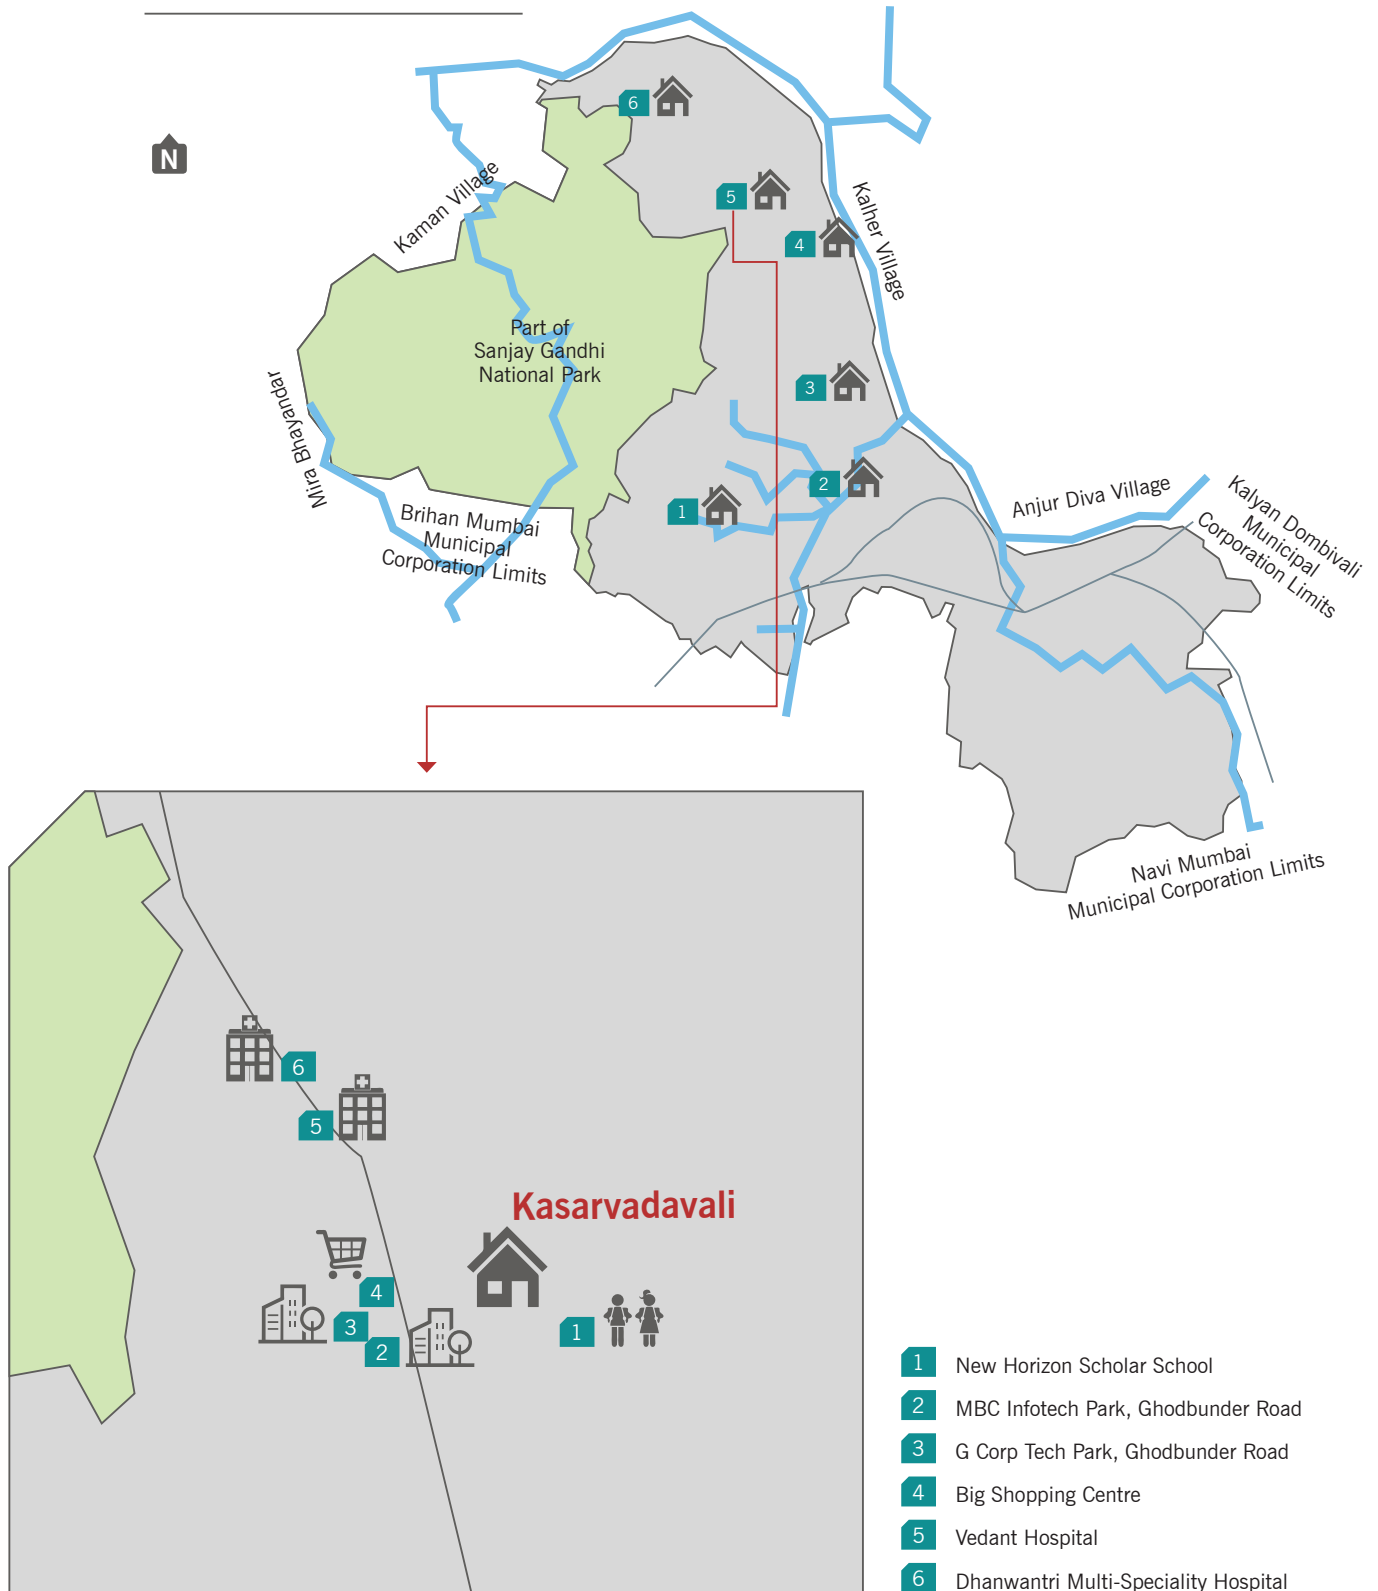 N
6
5
4
3
2
1
Kaman Village
Kalher Village
Part of
Sanjay Gandhi
National Park
Mira Bhayandar
Brihan Mumbai
Municipal
Corporation Limits
Anjur Diva Village
Kalyan Dombivali
Municipal
Corporation Limits
Navi Mumbai
Municipal Corporation Limits
6
5
Kasarvadavali
4
3
2
1
1 New Horizon Scholar School
2 MBC Infotech Park, Ghodbunder Road
3 G Corp Tech Park, Ghodbunder Road
4 Big Shopping Centre
5 Vedant Hospital
6 Dhanwantri Multi-Speciality Hospital